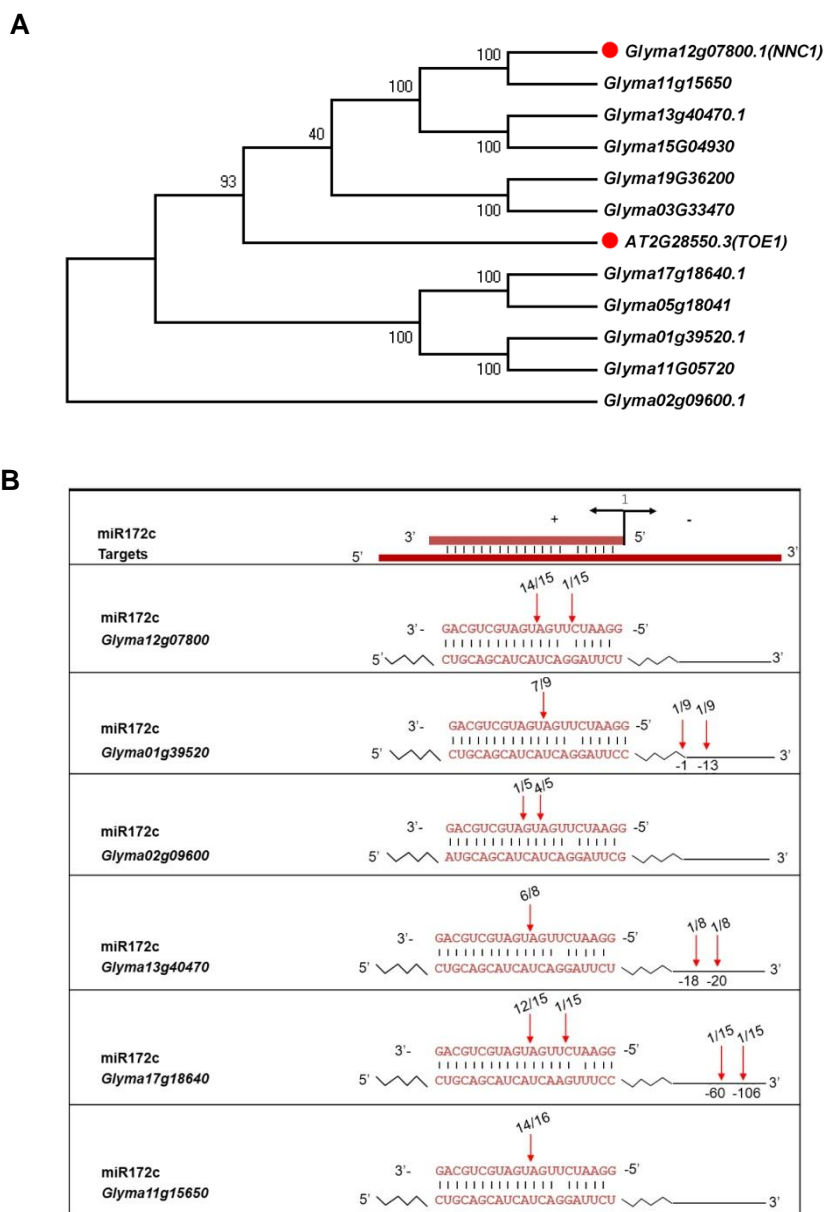 A
100
Glyma12g07800.1(NNC1)
Glyma11g15650
100
Glyma13g40470.1
100
Glyma15G04930
40
Glyma19G36200
100
Glyma03G33470
93
AT2G28550.3(TOE1)
100
Glyma17g18640.1
Glyma05g18041
100
Glyma01g39520.1
100
Glyma11G05720
Glyma02g09600.1
B
1
+ -
miR172c 3' 5'
Targets 5' 3'
14/15 1/15
miR172c 3'- GACGUCGUAGUAGUUCUAAGG -5'
Glyma12g07800 5' CUGCAGCAUCAUCAGGAUUCU 3'
7/9 1/9 1/9
miR172c 3'- GACGUCGUAGUAGUUCUAAGG -5'
Glyma01g39520 5' CUGCAGCAUCAUCAGGAUUCC 3'
-1 -13
1/5 4/5
miR172c 3'- GACGUCGUAGUAGUUCUAAGG -5'
Glyma02g09600 5' AUGCAGCAUCAUCAGGAUUCG 3'
6/8 1/8 1/8
miR172c 3'- GACGUCGUAGUAGUUCUAAGG -5'
Glyma13g40470 5' CUGCAGCAUCAUCAGGAUUCU 3'
-18 -20
12/15 1/15 1/15 1/15
miR172c 3'- GACGUCGUAGUAGUUCUAAGG -5'
Glyma17g18640 5' CUGCAGCAUCAUCAAGUUUCC 3'
-60 -106
14/16
miR172c 3'- GACGUCGUAGUAGUUCUAAGG -5'
Glyma11g15650 5' CUGCAGCAUCAUCAGGAUUCU 3'